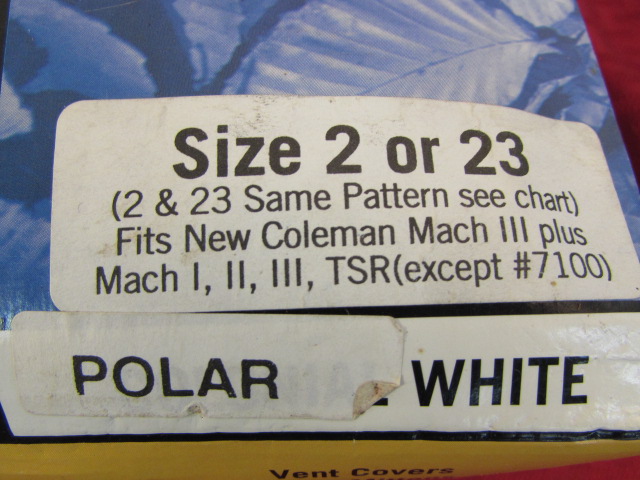 Size 2 or 23
(2 & 23 Same Pattern see chart)
Fits New Coleman Mach III plus
Mach I, II, III, TSR(except #7100)
POLAR WHITE
Vent Covers